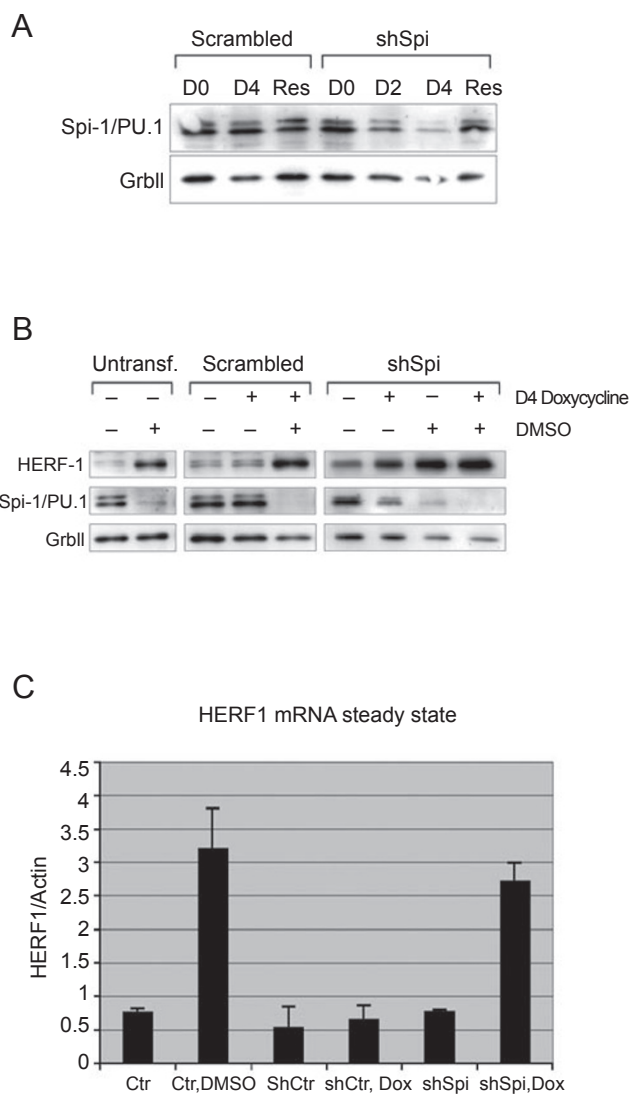 A
Scrambled shSpi
D0 D4 Res D0 D2 D4 Res
Spi-1/PU.1
GrbII
B
Untransf. Scrambled shSpi
– – – + + – + – + D4 Doxycycline
– + – – + – – + + DMSO
HERF-1
Spi-1/PU.1
GrbII
C
HERF1 mRNA steady state
HERF1/Actin
4.5
4
3.5
3
2.5
2
1.5
1
0.5
0
Ctr Ctr,DMSO ShCtr shCtr, Dox shSpi shSpi,Dox